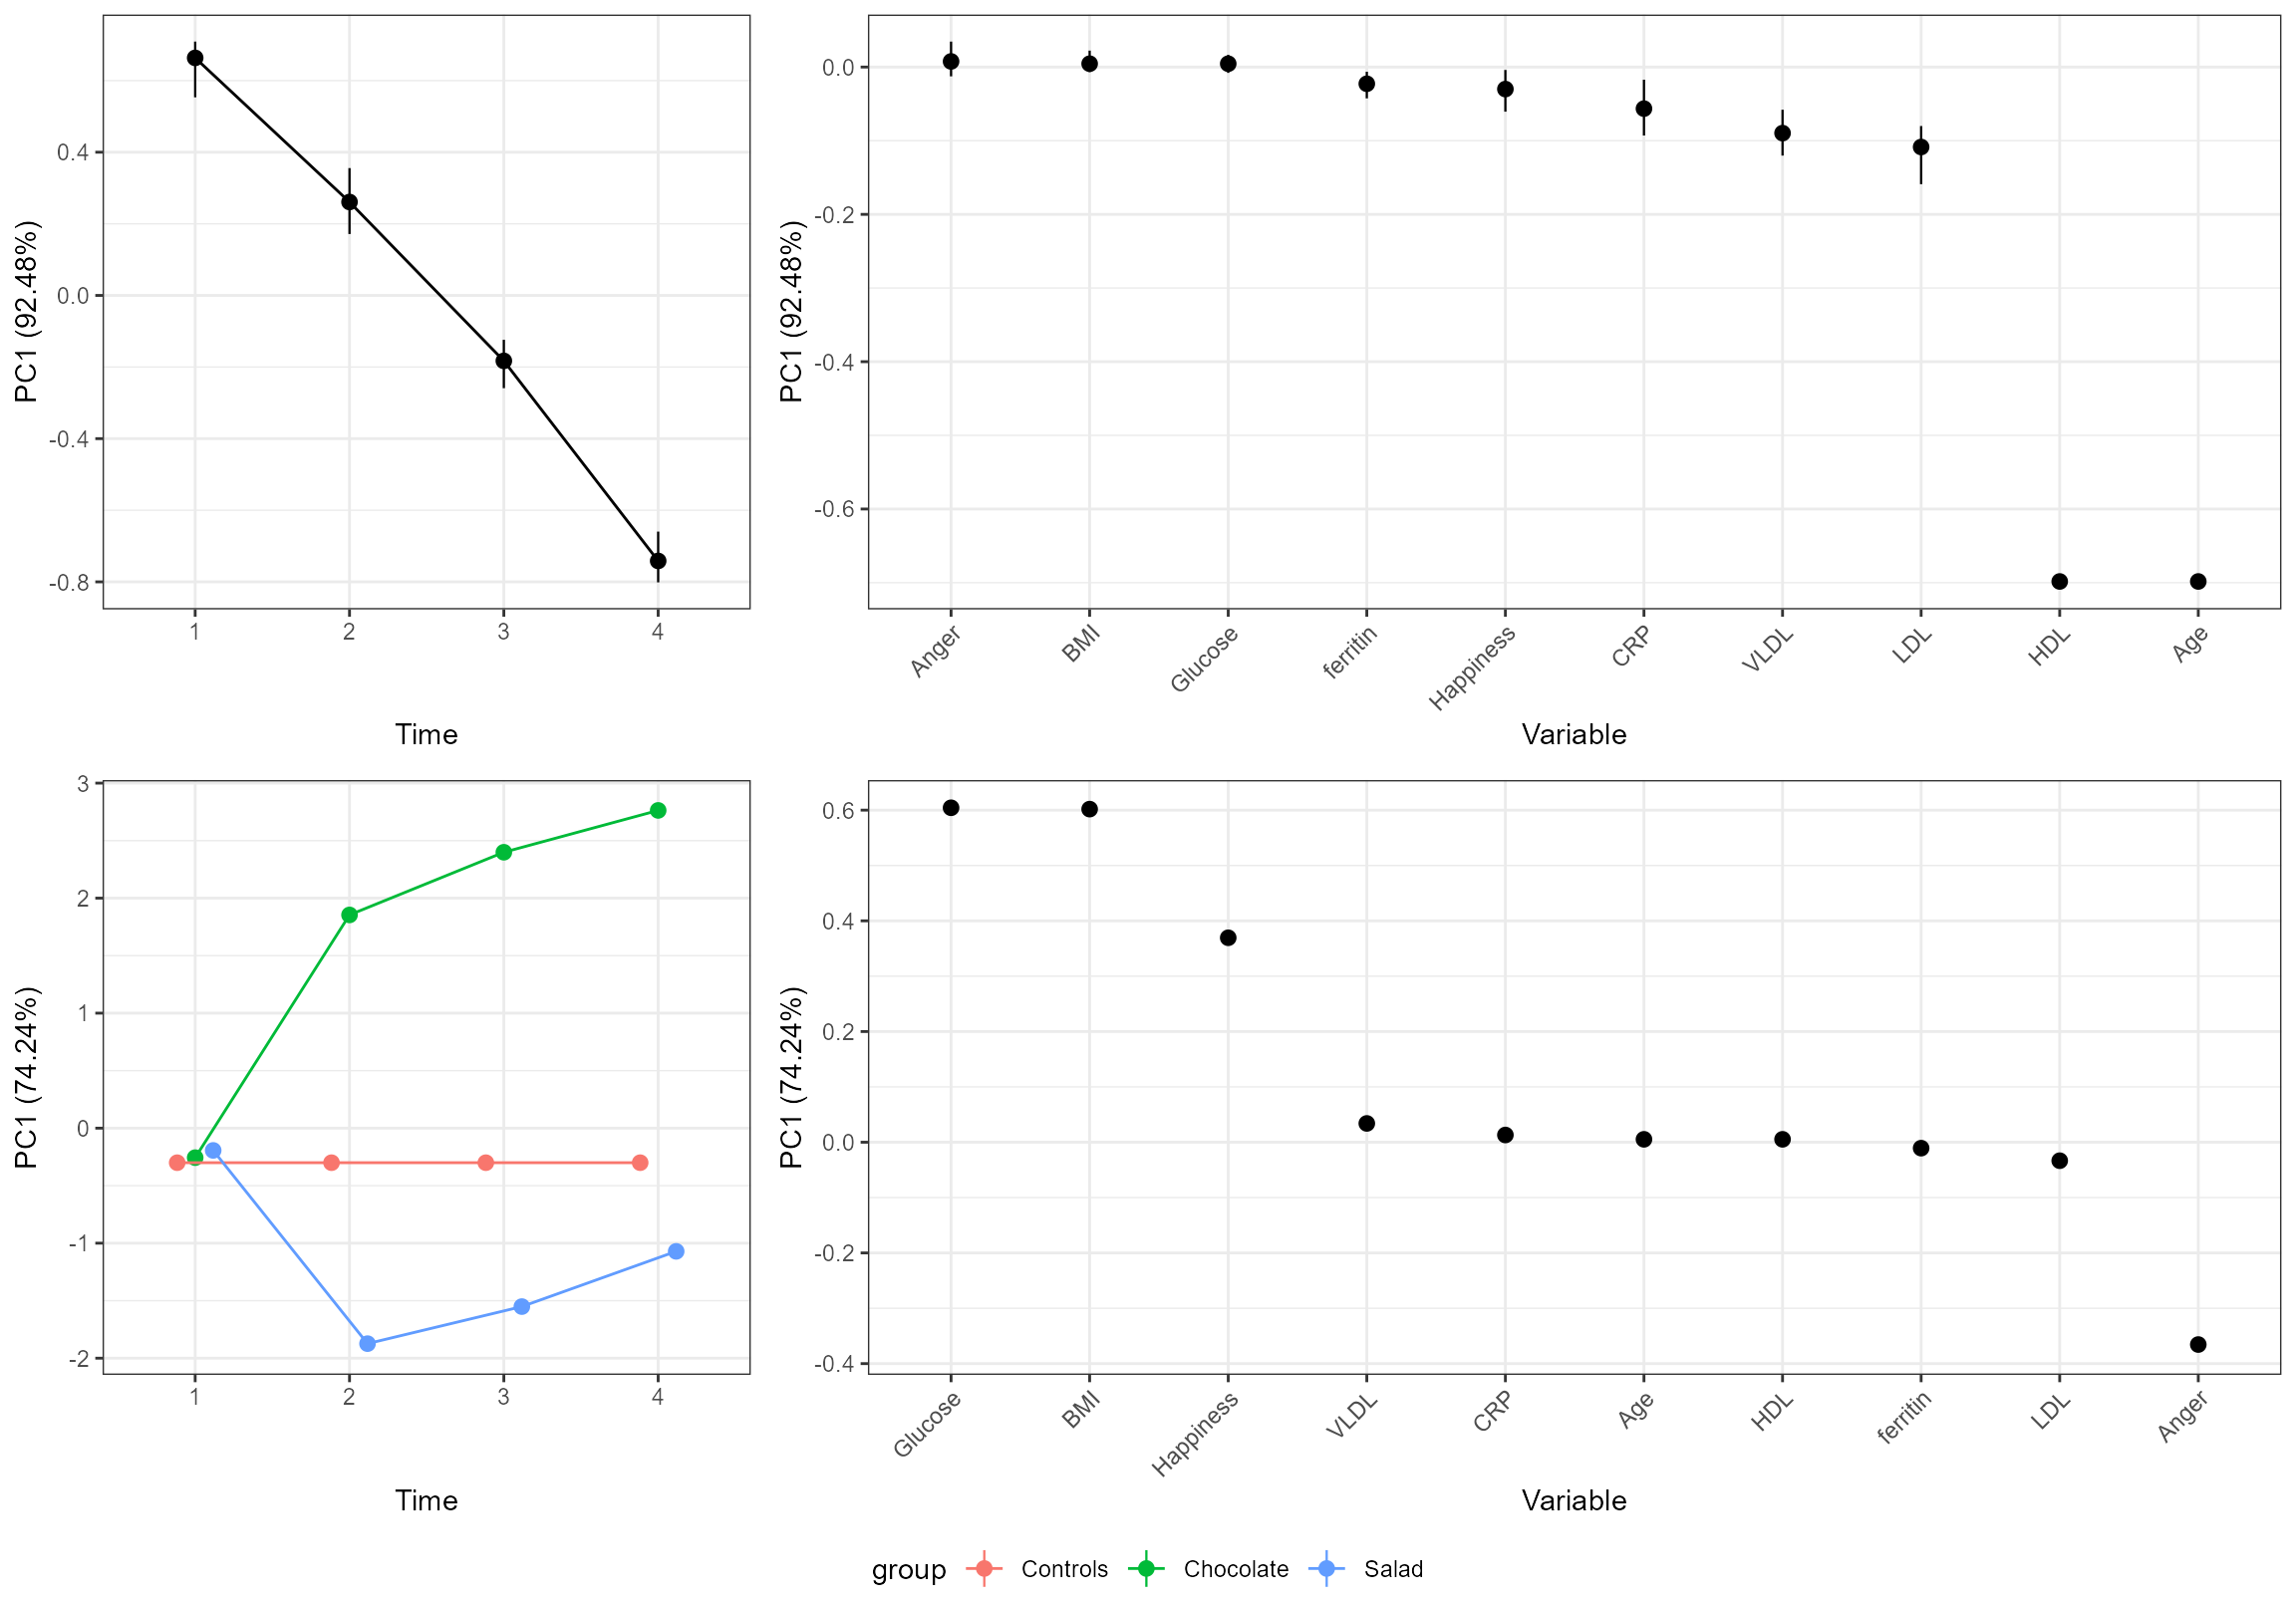 PC1 (92.48%)
0.4
0.0
-0.4
-0.8
1 2 3 4
Time
PC1 (92.48%)
0.0
-0.2
-0.4
-0.6
Anger BMI Glucose ferritin Happiness CRP VLDL LDL HDL Age
Variable
PC1 (74.24%)
3
2
1
0
-1
-2
1 2 3 4
Time
PC1 (74.24%)
0.6
0.4
0.2
0.0
-0.2
-0.4
Glucose BMI Happiness VLDL CRP Age HDL ferritin LDL Anger
Variable
group Controls Chocolate Salad